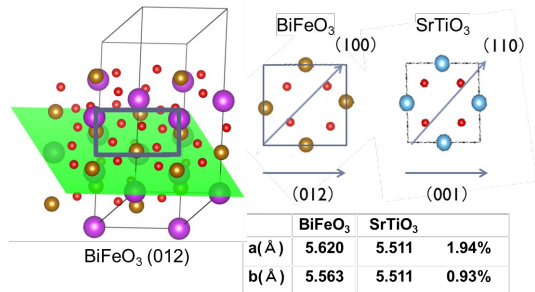 BiFeO₃ SrTiO₃
(100) (110)
(012) (001)
BiFeO₃ (012)
BiFeO₃ SrTiO₃
a(Å) 5.620 5.511 1.94%
b(Å) 5.563 5.511 0.93%